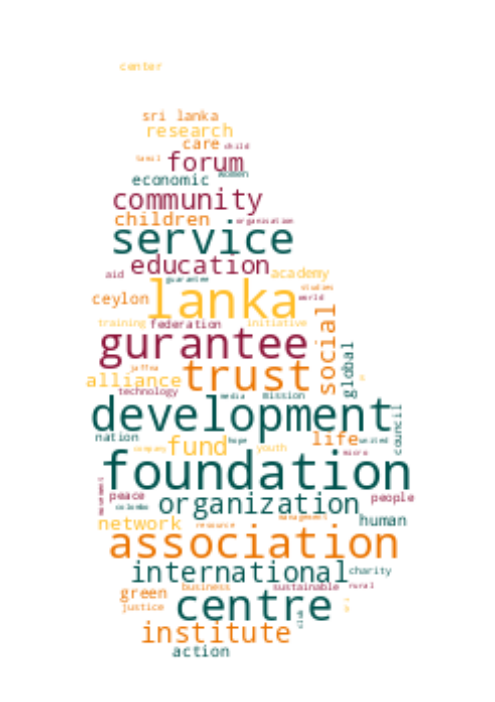 center
sri lanka
research
care child
tamil forum
economic women
community
children organisation
service
education
aid guarantee academy
studies
ceylon lanka world
training federation initiative
gurantee social
global
jaffna trust
alliance
technology media mission
development council
nation fund hope life united
company youth micro
foundation
movement peace organization people
colombo
network resource management human
association
international charity
green business sustainable rural
justice centre
club
institute
action